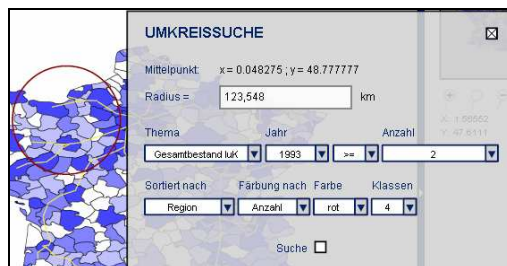 UMKREISSUCHE
Mittelpunkt: x = 0.048275 ; y = 48.777777
Radius = 123,548 km
Thema Jahr Anzahl
Gesamtbestand IuK 1993 >= 2
Sortiert nach Färbung nach Farbe Klassen
Region Anzahl rot 4
Suche